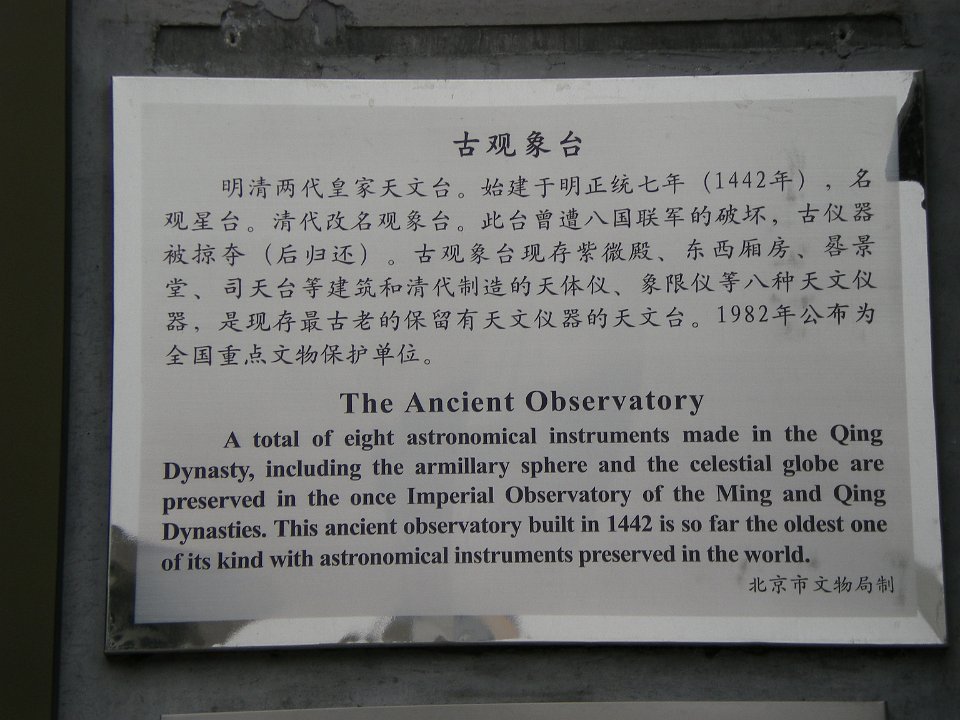 古观象台
明清两代皇家天文台。始建于明正统七年（1442年），名
观星台。清代改名观象台。此台曾遭八国联军的破坏，古仪器
被掠夺（后归还）。古观象台现存紫微殿、东西厢房、晷景
堂、司天台等建筑和清代制造的天体仪、象限仪等八种天文仪
器，是现存最古老的保留有天文仪器的天文台。1982年公布为
全国重点文物保护单位。
The Ancient Observatory
A total of eight astronomical instruments made in the Qing
Dynasty, including the armillary sphere and the celestial globe are
preserved in the once Imperial Observatory of the Ming and Qing
Dynasties. This ancient observatory built in 1442 is so far the oldest one
of its kind with astronomical instruments preserved in the world.
北京市文物局制